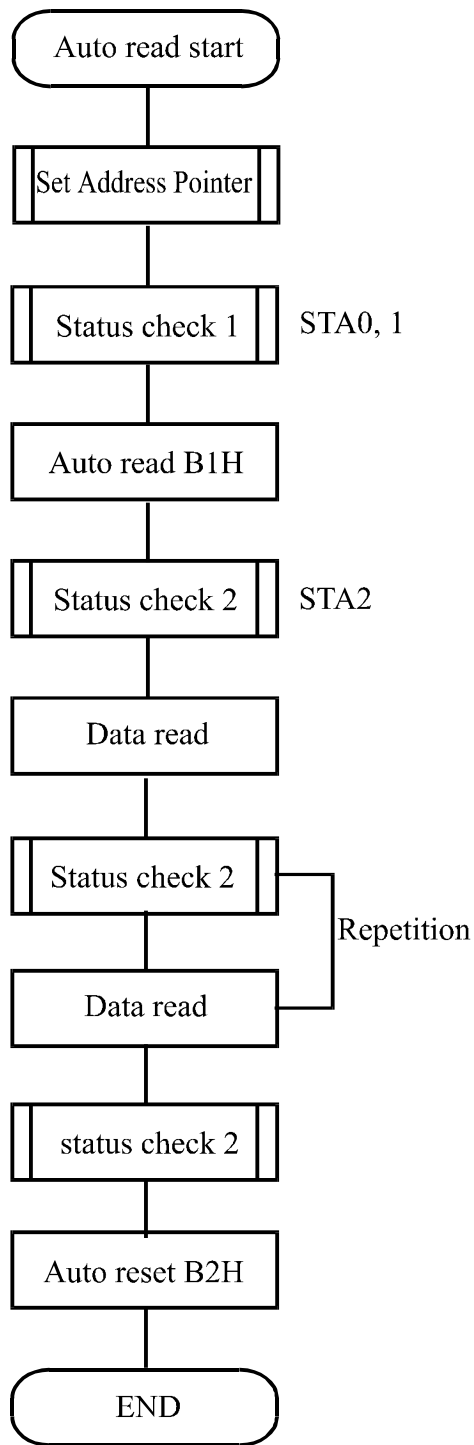 Auto read start
Set Address Pointer
Status check 1
STA0, 1
Auto read B1H
Status check 2
STA2
Data read
Status check 2
Repetition
Data read
status check 2
Auto reset B2H
END